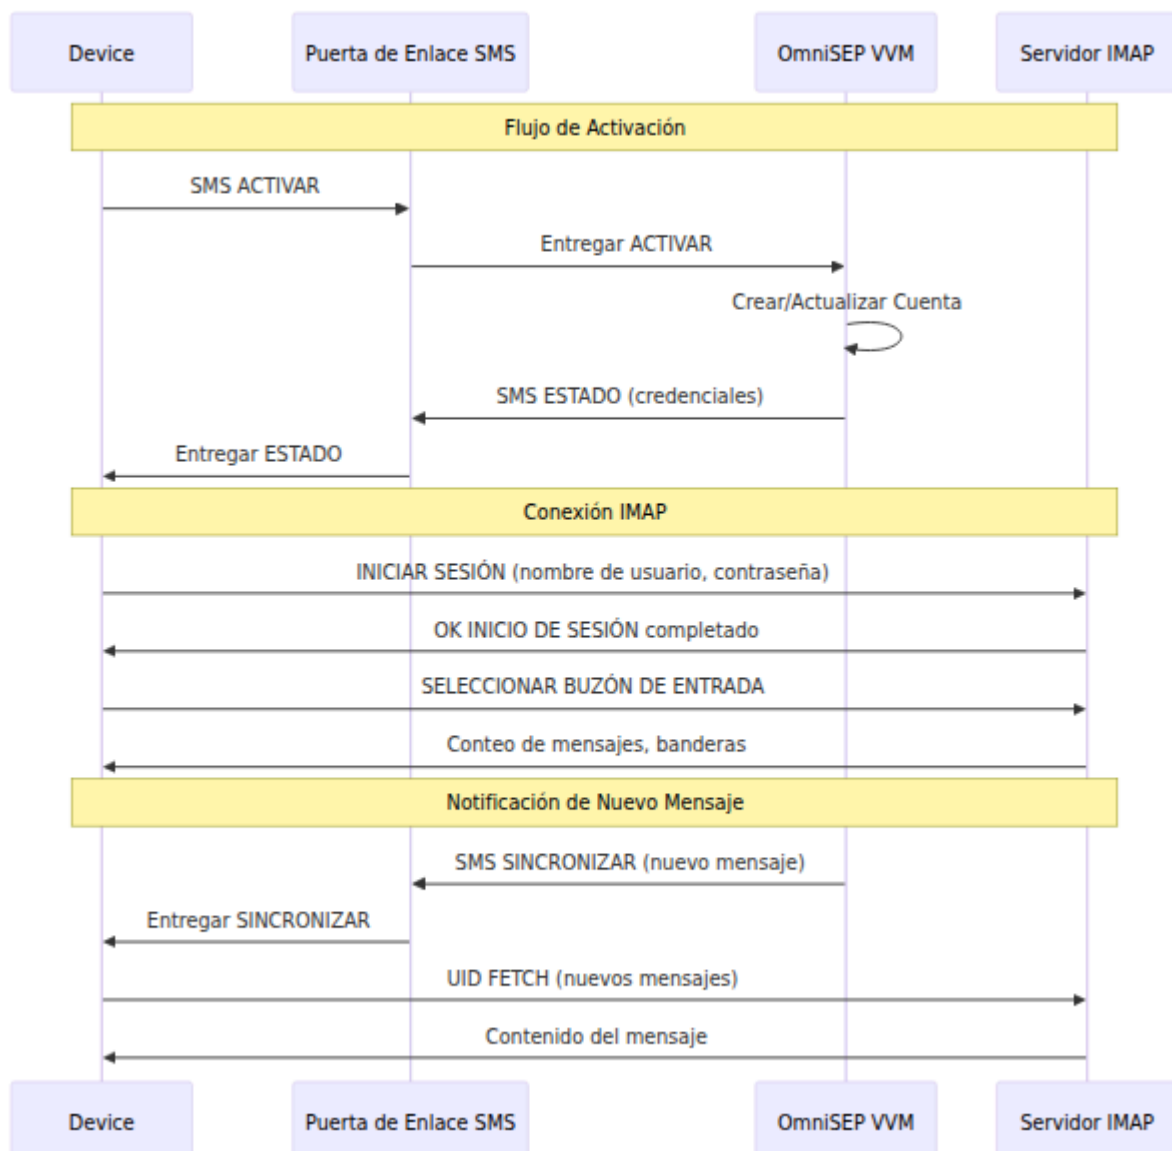 Device
Puerta de Enlace SMS
OmniSEP VVM
Servidor IMAP
Flujo de Activación
SMS ACTIVAR
Entregar ACTIVAR
Crear/Actualizar Cuenta
SMS ESTADO (credenciales)
Entregar ESTADO
Conexión IMAP
INICIAR SESIÓN (nombre de usuario, contraseña)
OK INICIO DE SESIÓN completado
SELECCIONAR BUZÓN DE ENTRADA
Conteo de mensajes, banderas
Notificación de Nuevo Mensaje
SMS SINCRONIZAR (nuevo mensaje)
Entregar SINCRONIZAR
UID FETCH (nuevos mensajes)
Contenido del mensaje
Device
Puerta de Enlace SMS
OmniSEP VVM
Servidor IMAP